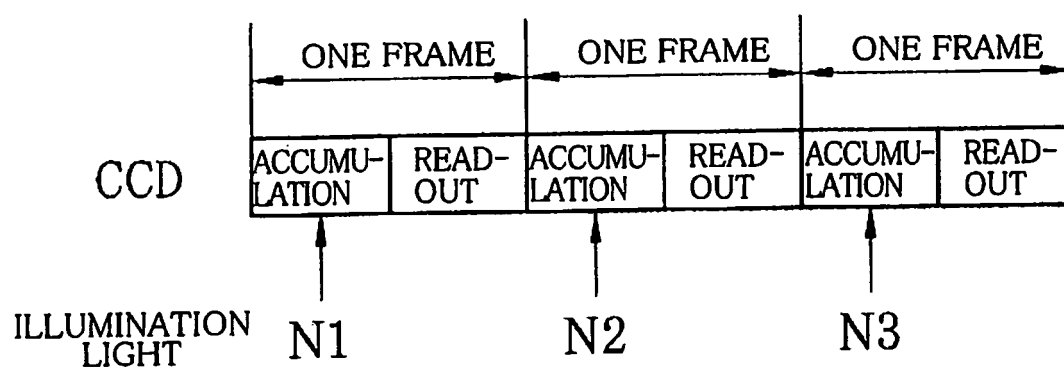 ONE FRAME ONE FRAME ONE FRAME
CCD
ACCUMU-
LATION
READ-
OUT
ACCUMU-
LATION
READ-
OUT
ACCUMU-
LATION
READ-
OUT
ILLUMINATION
LIGHT
N1 N2 N3